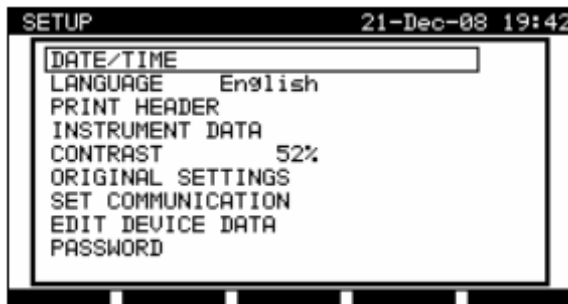 SETUP 21-Dec-08 19:42
DATE/TIME
LANGUAGE English
PRINT HEADER
INSTRUMENT DATA
CONTRAST 52%
ORIGINAL SETTINGS
SET COMMUNICATION
EDIT DEVICE DATA
PASSWORD